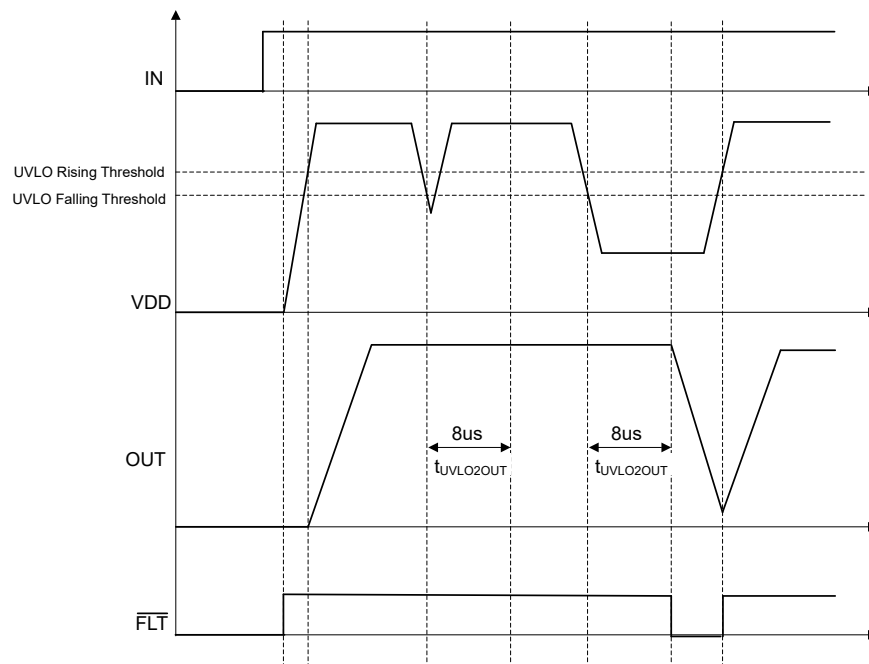 IN
UVLO Rising Threshold
UVLO Falling Threshold
VDD
8us
tUVLO2OUT
8us
tUVLO2OUT
OUT
FLT